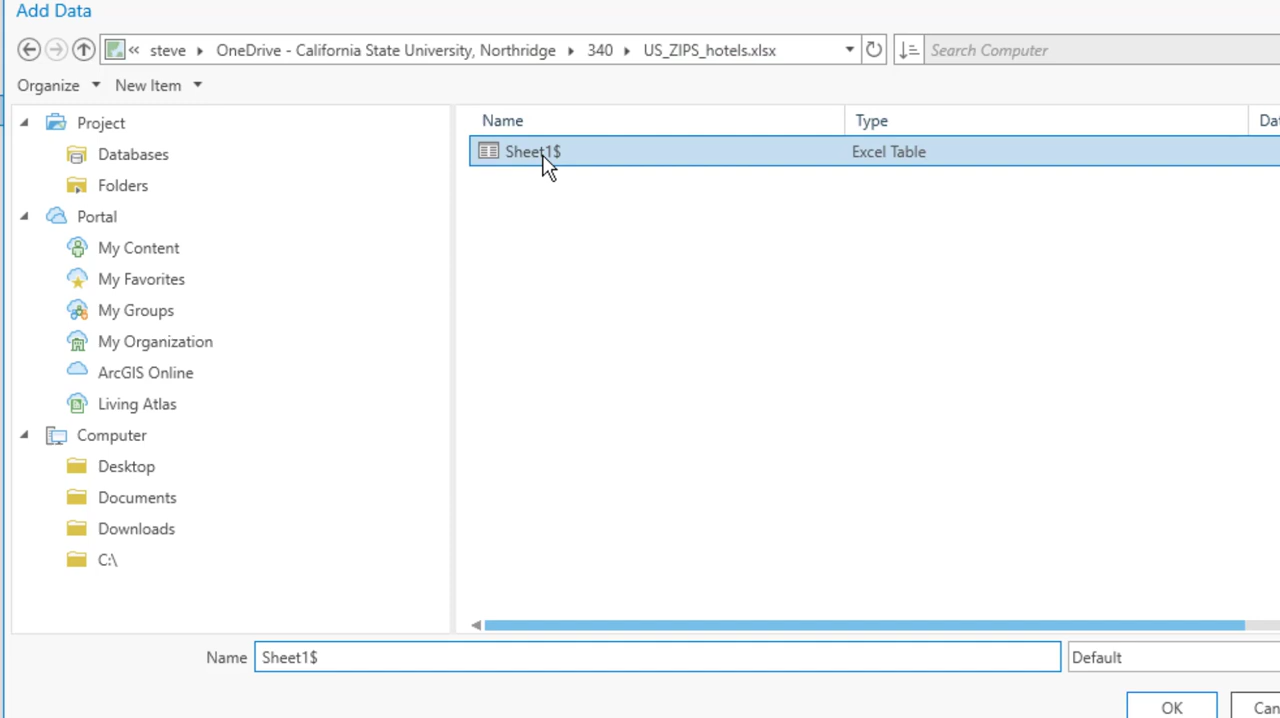 Add Data
« steve OneDrive - California State University, Northridge 340 US_ZIPS_hotels.xlsx Search Computer
Organize New Item
Name Type Dat
Project
Databases
Folders
Portal
My Content
My Favorites
My Groups
My Organization
ArcGIS Online
Living Atlas
Computer
Desktop
Documents
Downloads
C:\
Sheet1$ Excel Table
Name Sheet1$ Default
OK Can